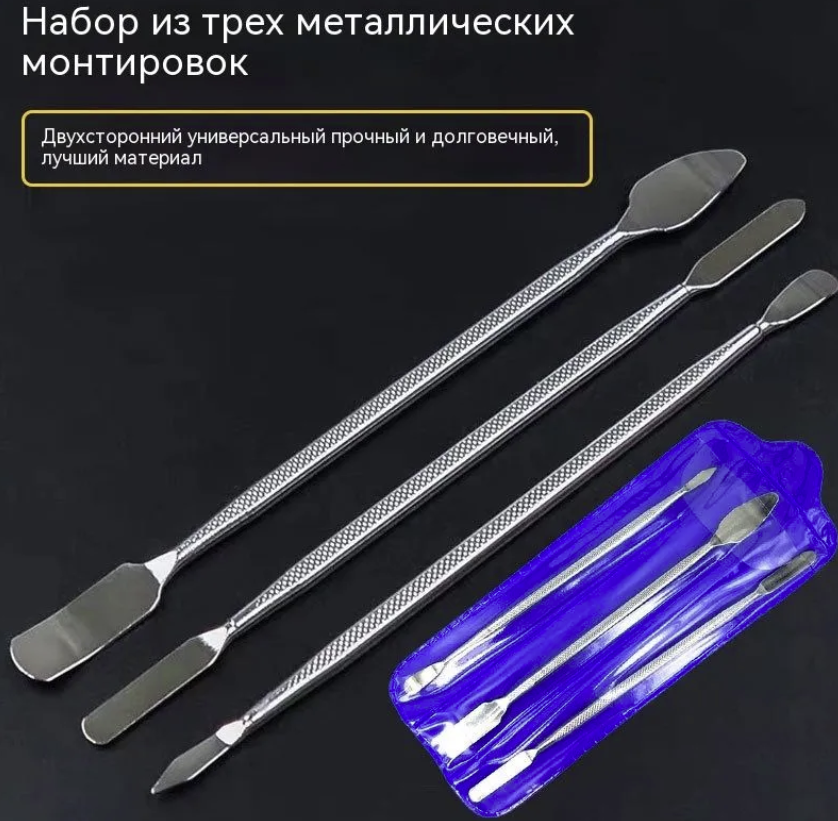 Набор из трех металлических
монтировок
Двухсторонний универсальный прочный и долговечный,
лучший материал